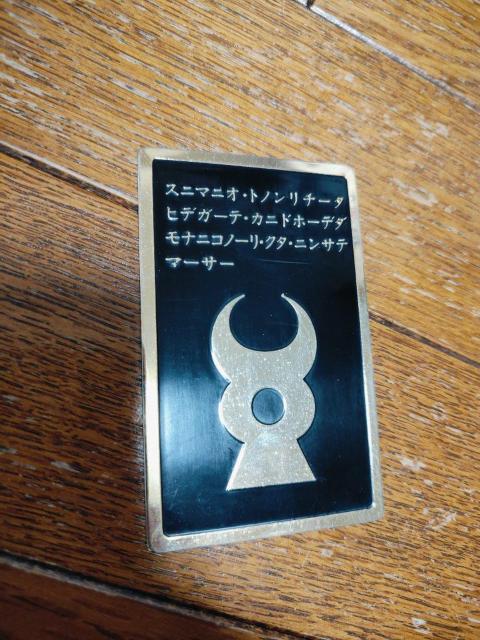 スニマニオ・トノンリチータ
ヒデガーテ・カニドホーデダ
モナニコノーリ・クタ・ニンサテ
マーサー